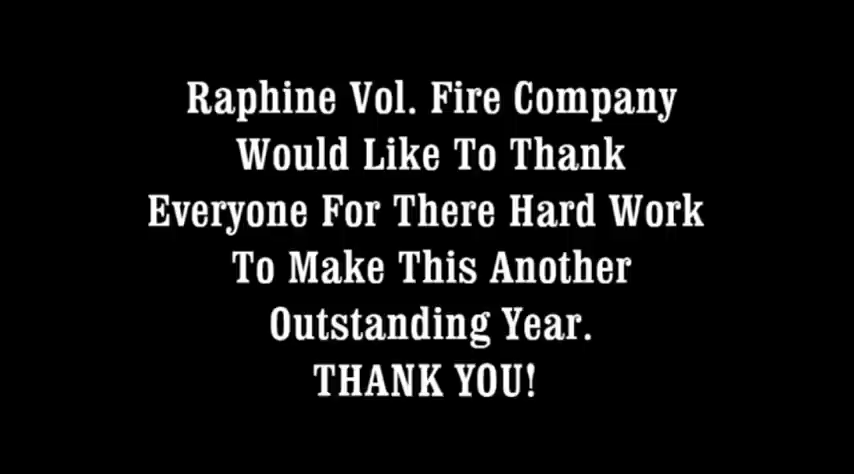 Raphine Vol. Fire Company
Would Like To Thank
Everyone For There Hard Work
To Make This Another
Outstanding Year.
THANK YOU!